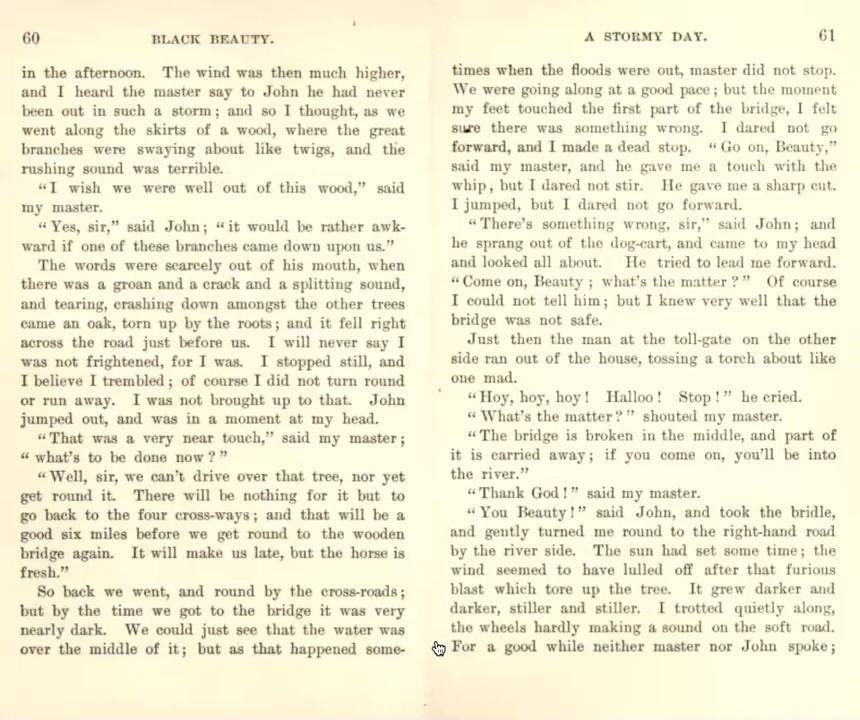 60
BLACK BEAUTY.
in the afternoon. The wind was then much higher,
and I heard the master say to John he had never
been out in such a storm; and so I thought, as we
went along the skirts of a wood, where the great
branches were swaying about like twigs, and the
rushing sound was terrible.
“I wish we were well out of this wood,” said
my master.
“Yes, sir,” said John; “it would be rather awk-
ward if one of these branches came down upon us.”
The words were scarcely out of his mouth, when
there was a groan and a crack and a splitting sound,
and tearing, crashing down amongst the other trees
came an oak, torn up by the roots; and it fell right
across the road just before us. I will never say I
was not frightened, for I was. I stopped still, and
I believe I trembled; of course I did not turn round
or run away. I was not brought up to that. John
jumped out, and was in a moment at my head.
“That was a very near touch,” said my master;
“what's to be done now?”
“Well, sir, we can't drive over that tree, nor yet
get round it. There will be nothing for it but to
go back to the four cross-ways; and that will be a
good six miles before we get round to the wooden
bridge again. It will make us late, but the horse is
fresh.”
So back we went, and round by the cross-roads;
but by the time we got to the bridge it was very
nearly dark. We could just see that the water was
over the middle of it; but as that happened some-
A STORMY DAY.
61
times when the floods were out, master did not stop.
We were going along at a good pace; but the moment
my feet touched the first part of the bridge, I felt
sure there was something wrong. I dared not go
forward, and I made a dead stop. “Go on, Beauty,”
said my master, and he gave me a touch with the
whip, but I dared not stir. He gave me a sharp cut.
I jumped, but I dared not go forward.
“There's something wrong, sir,” said John; and
he sprang out of the dog-cart, and came to my head
and looked all about. He tried to lead me forward.
“Come on, Beauty; what's the matter?” Of course
I could not tell him; but I knew very well that the
bridge was not safe.
Just then the man at the toll-gate on the other
side ran out of the house, tossing a torch about like
one mad.
“Hoy, hoy, hoy! Halloo! Stop!” he cried.
“What's the matter?” shouted my master.
“The bridge is broken in the middle, and part of
it is carried away; if you come on, you'll be into
the river.”
“Thank God!” said my master.
“You Beauty!” said John, and took the bridle,
and gently turned me round to the right-hand road
by the river side. The sun had set some time; the
wind seemed to have lulled off after that furious
blast which tore up the tree. It grew darker and
darker, stiller and stiller. I trotted quietly along,
the wheels hardly making a sound on the soft road.
For a good while neither master nor John spoke;